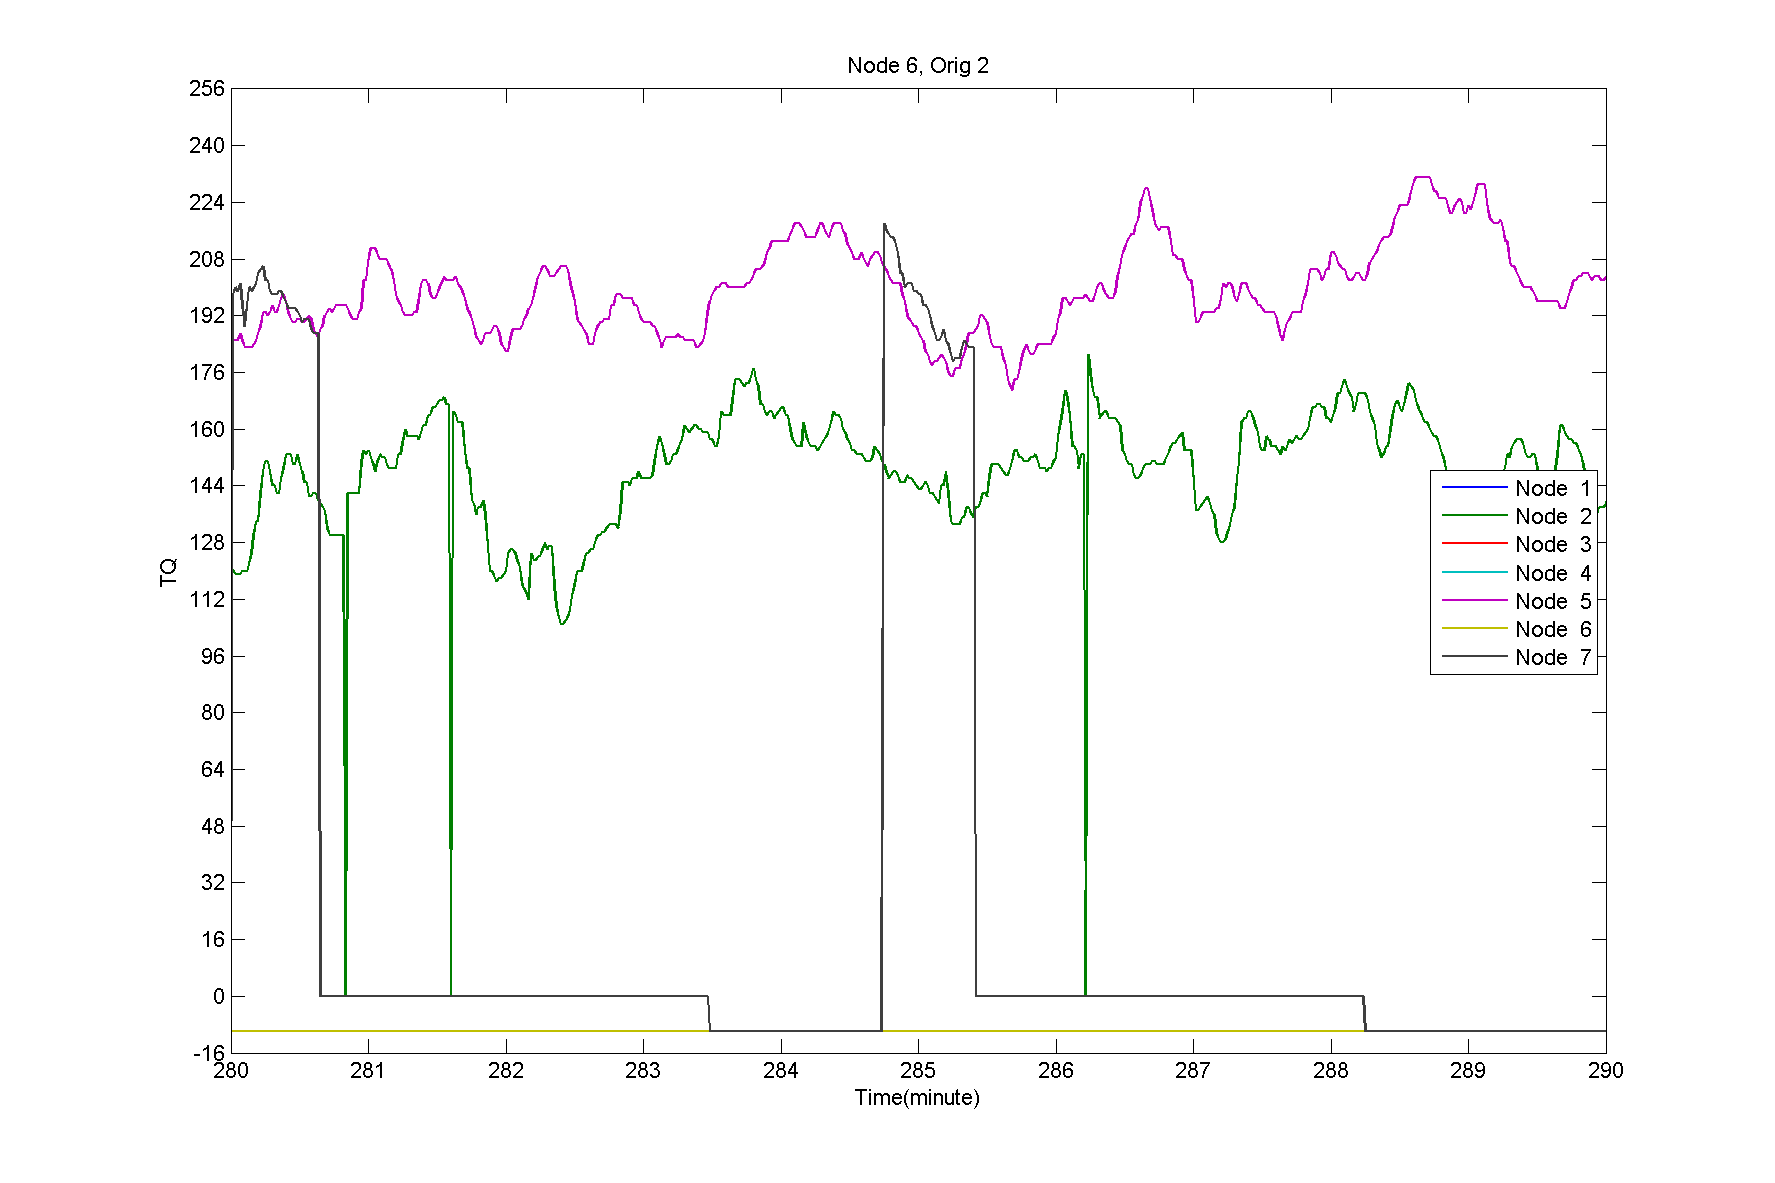 Node 6, Orig 2
256
240
224
208
192
176
160
144
128
112
96
80
64
48
32
16
0
-16
TQ
Node 1
Node 2
Node 3
Node 4
Node 5
Node 6
Node 7
280 281 282 283 284 285 286 287 288 289 290
Time(minute)